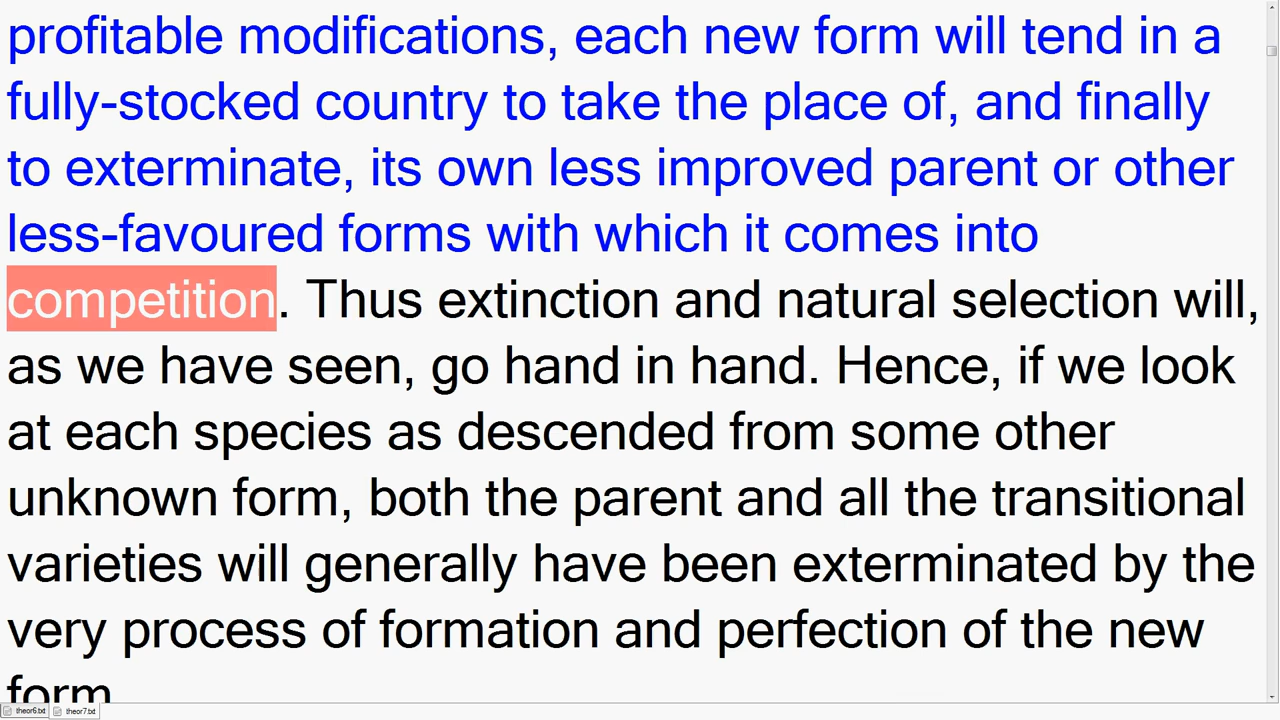 profitable modifications, each new form will tend in a
fully-stocked country to take the place of, and finally
to exterminate, its own less improved parent or other
less-favoured forms with which it comes into
competition. Thus extinction and natural selection will,
as we have seen, go hand in hand. Hence, if we look
at each species as descended from some other
unknown form, both the parent and all the transitional
varieties will generally have been exterminated by the
very process of formation and perfection of the new
form
theor6.txt theor7.txt